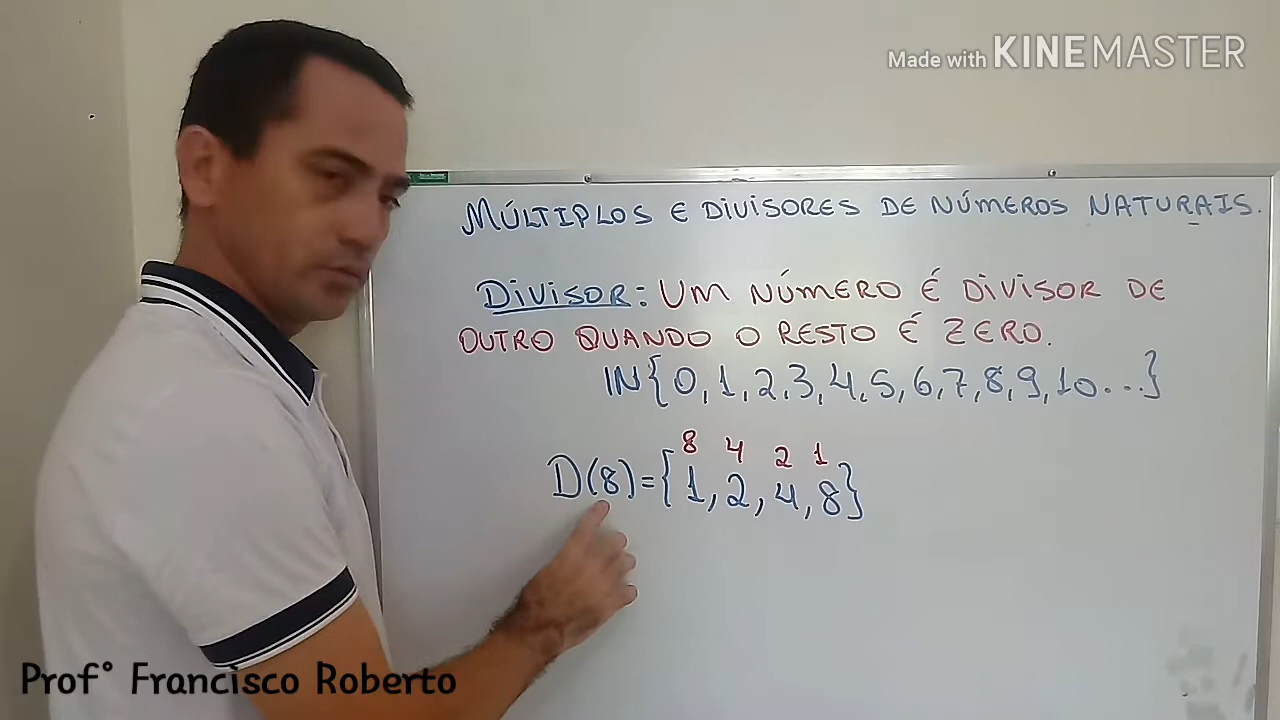 Made with KINEMASTER
MÚLTIPLOS E DIVISORES DE NÚMEROS NATURAIS.
DIVISOR: UM NÚMERO É DIVISOR DE
OUTRO QUANDO O RESTO É ZERO.
IN{0,1,2,3,4,5,6,7,8,9,10...}
8 4 2 1
D(8)={1,2,4,8}
Prof° Francisco Roberto